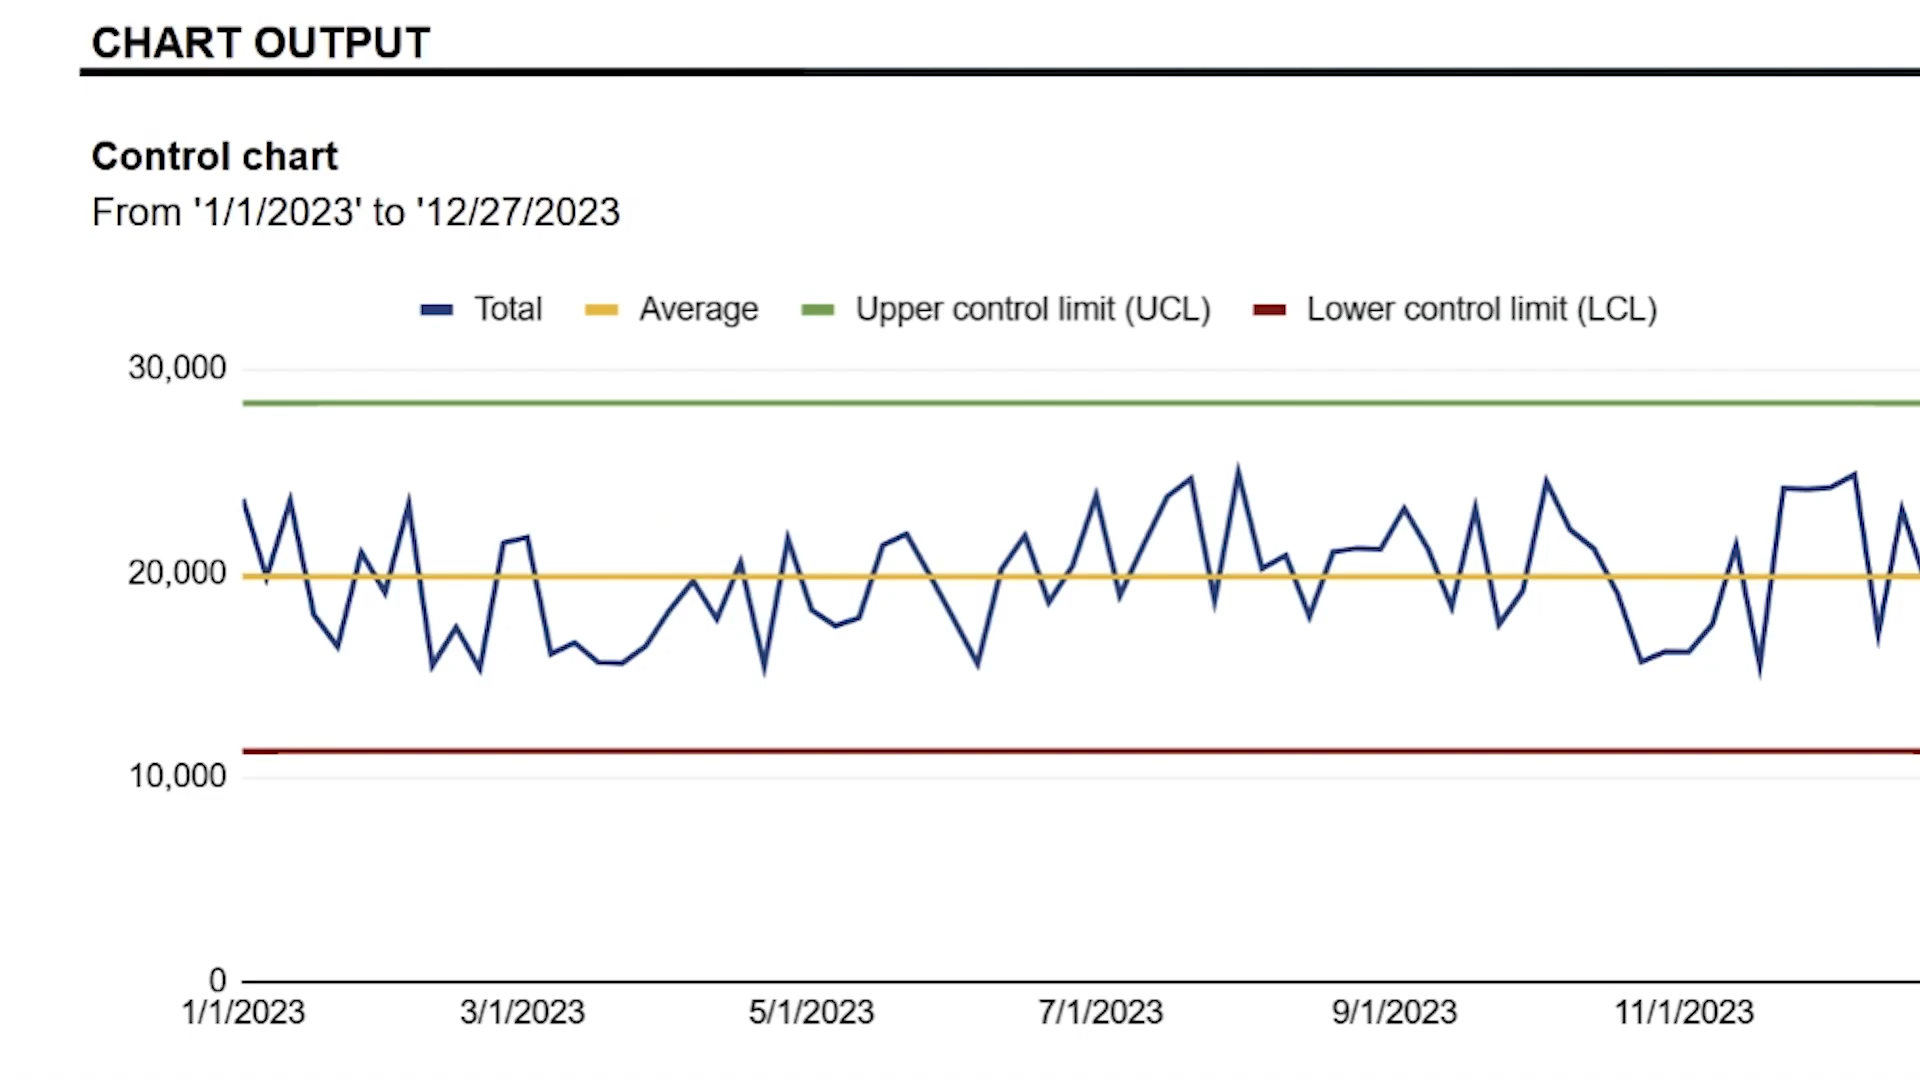 CHART OUTPUT
Control chart
From '1/1/2023' to '12/27/2023
Total Average Upper control limit (UCL) Lower control limit (LCL)
30,000
20,000
10,000
0
1/1/2023 3/1/2023 5/1/2023 7/1/2023 9/1/2023 11/1/2023